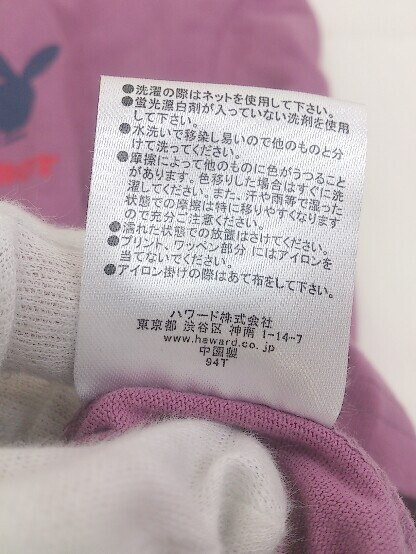 ●洗濯の際はネットを使用して下さい。
●蛍光漂白剤が入っていない洗剤を使用
して下さい。
●水洗いで移染し易いので他のものと分
けて洗ってください。
●摩擦によって他のものに色がうつること
があります。色移りした場合はすぐに洗
濯してください。また、汗や雨等で湿った
状態での摩擦は特に移りやすくなります
ので充分ご注意ください。
●濡れた状態での放置はさけてください。
●プリント、ワッペン部分 にはアイロンを
当てないでください。
●アイロン掛けの際はあて布をして下さい。
ハワード株式会社
東京都 渋谷区 神南 1-14-7
www.haward.co.jp
中国製
94T